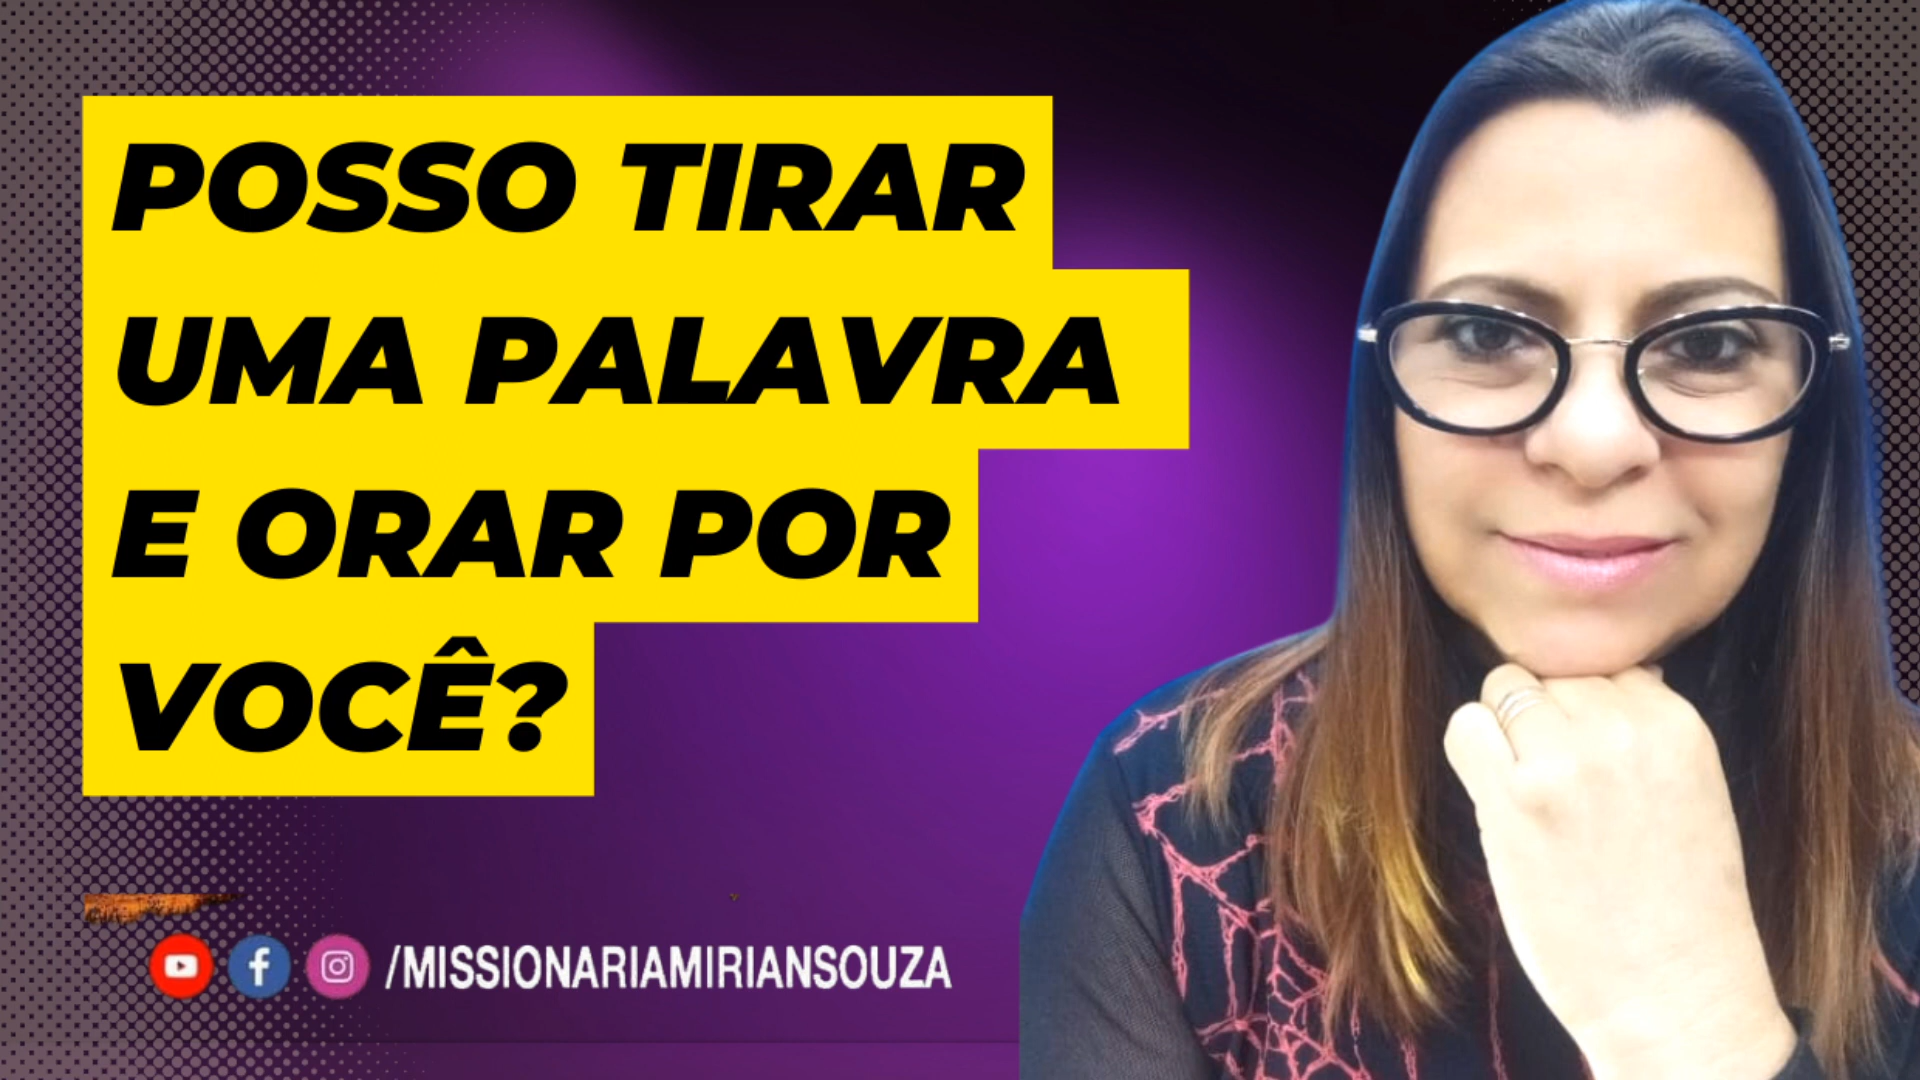 POSSO TIRAR
UMA PALAVRA
E ORAR POR
VOCÊ?
/MISSIONARIAMIRIANSOUZA